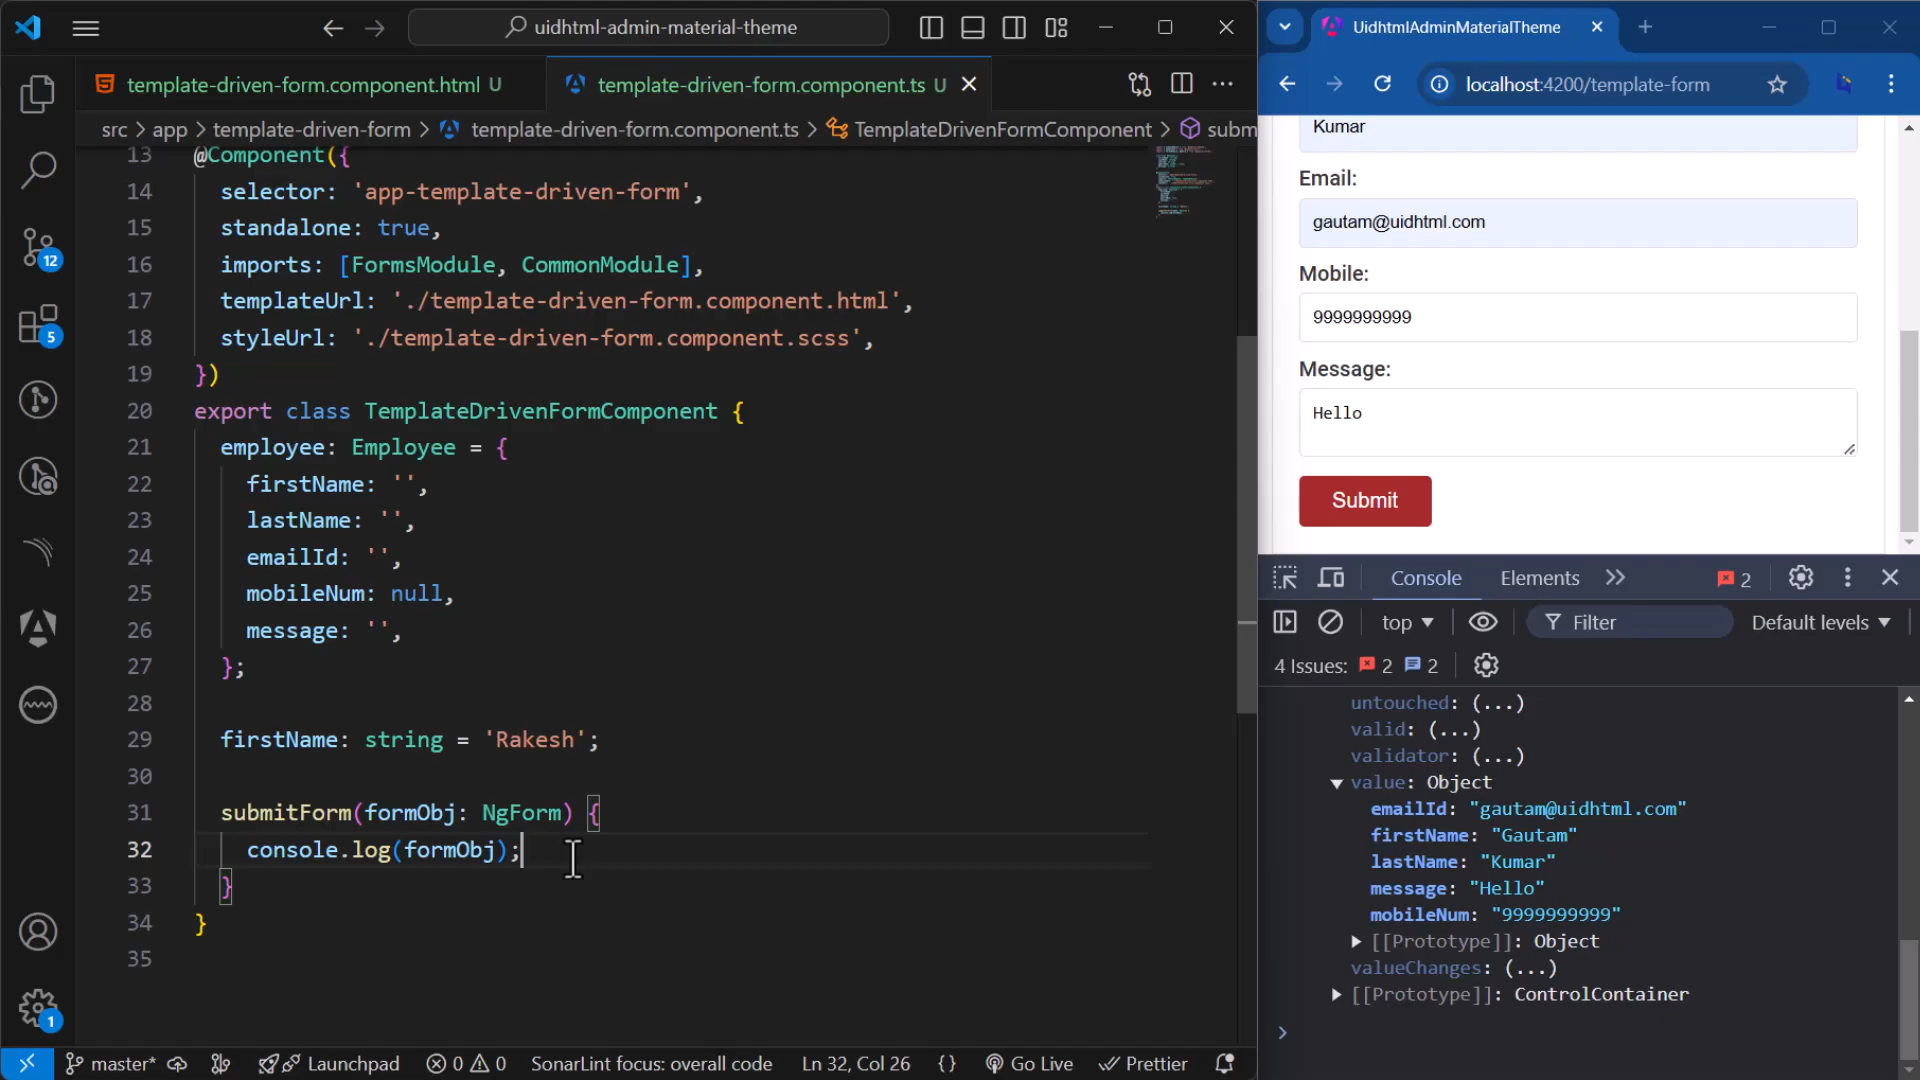 uidhtml-admin-material-theme
template-driven-form.component.html U
template-driven-form.component.ts U
src > app > template-driven-form > template-driven-form.component.ts > TemplateDrivenFormComponent > subm
13 @Component({
14 selector: 'app-template-driven-form',
15 standalone: true,
16 imports: [FormsModule, CommonModule],
17 templateUrl: './template-driven-form.component.html',
18 styleUrl: './template-driven-form.component.scss',
19 })
20 export class TemplateDrivenFormComponent {
21 employee: Employee = {
22 firstName: '',
23 lastName: '',
24 emailId: '',
25 mobileNum: null,
26 message: '',
27 };
28
29 firstName: string = 'Rakesh';
30
31 submitForm(formObj: NgForm) {
32 console.log(formObj);
33 }
34 }
35
12
5
1
master*
Launchpad
0 0
SonarLint focus: overall code
Ln 32, Col 26
{ }
Go Live
Prettier
UidhtmlAdminMaterialTheme
localhost:4200/template-form
Kumar
Email:
gautam@uidhtml.com
Mobile:
9999999999
Message:
Hello
Submit
Console
Elements
2
top
Filter
Default levels
4 Issues: 2 2
untouched: (...)
valid: (...)
validator: (...)
value: Object
emailId: "gautam@uidhtml.com"
firstName: "Gautam"
lastName: "Kumar"
message: "Hello"
mobileNum: "9999999999"
[[Prototype]]: Object
valueChanges: (...)
[[Prototype]]: ControlContainer